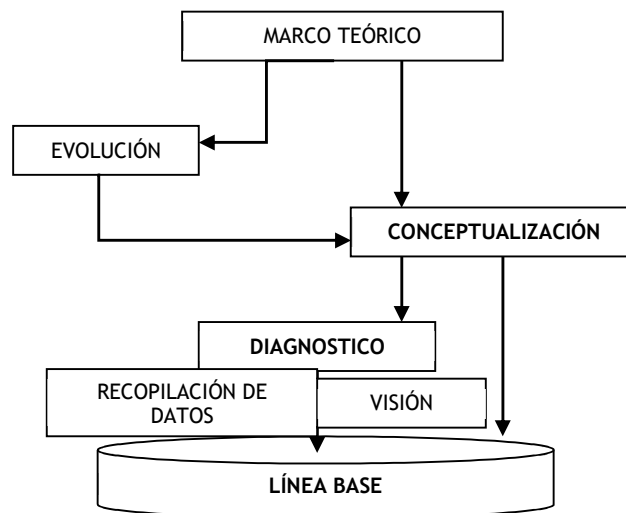 MARCO TEÓRICO
EVOLUCIÓN
CONCEPTUALIZACIÓN
DIAGNOSTICO
RECOPILACIÓN DE
DATOS
VISIÓN
LÍNEA BASE